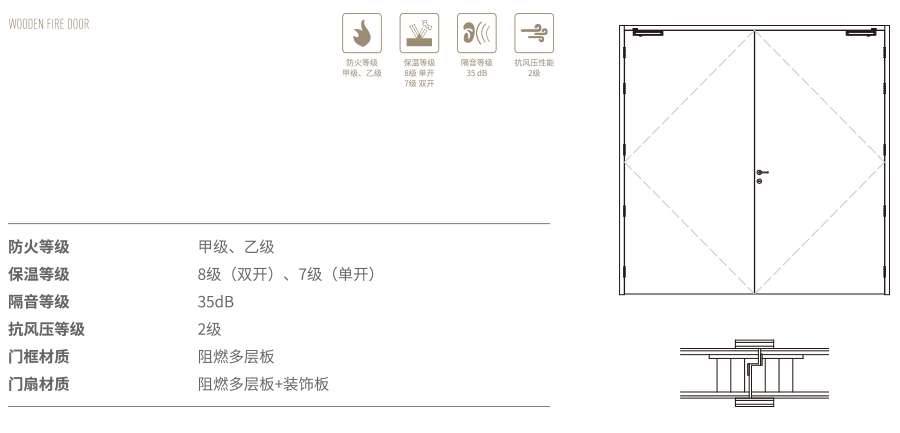 WOODEN FIRE DOOR
防火等级
甲级、乙级
保温等级
8级 单开
7级 双开
隔音等级
35 dB
抗风压性能
2级
防火等级 甲级、乙级
保温等级 8级（双开）、7级（单开）
隔音等级 35dB
抗风压等级 2级
门框材质 阻燃多层板
门扇材质 阻燃多层板+装饰板